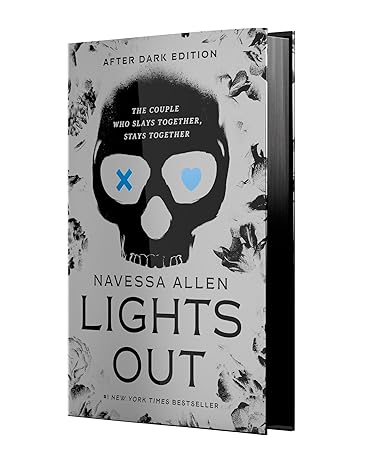 AFTER DARK EDITION
THE COUPLE
WHO SLAYS TOGETHER,
STAYS TOGETHER
NAVESSA ALLEN
LIGHTS
OUT
#1 NEW YORK TIMES BESTSELLER